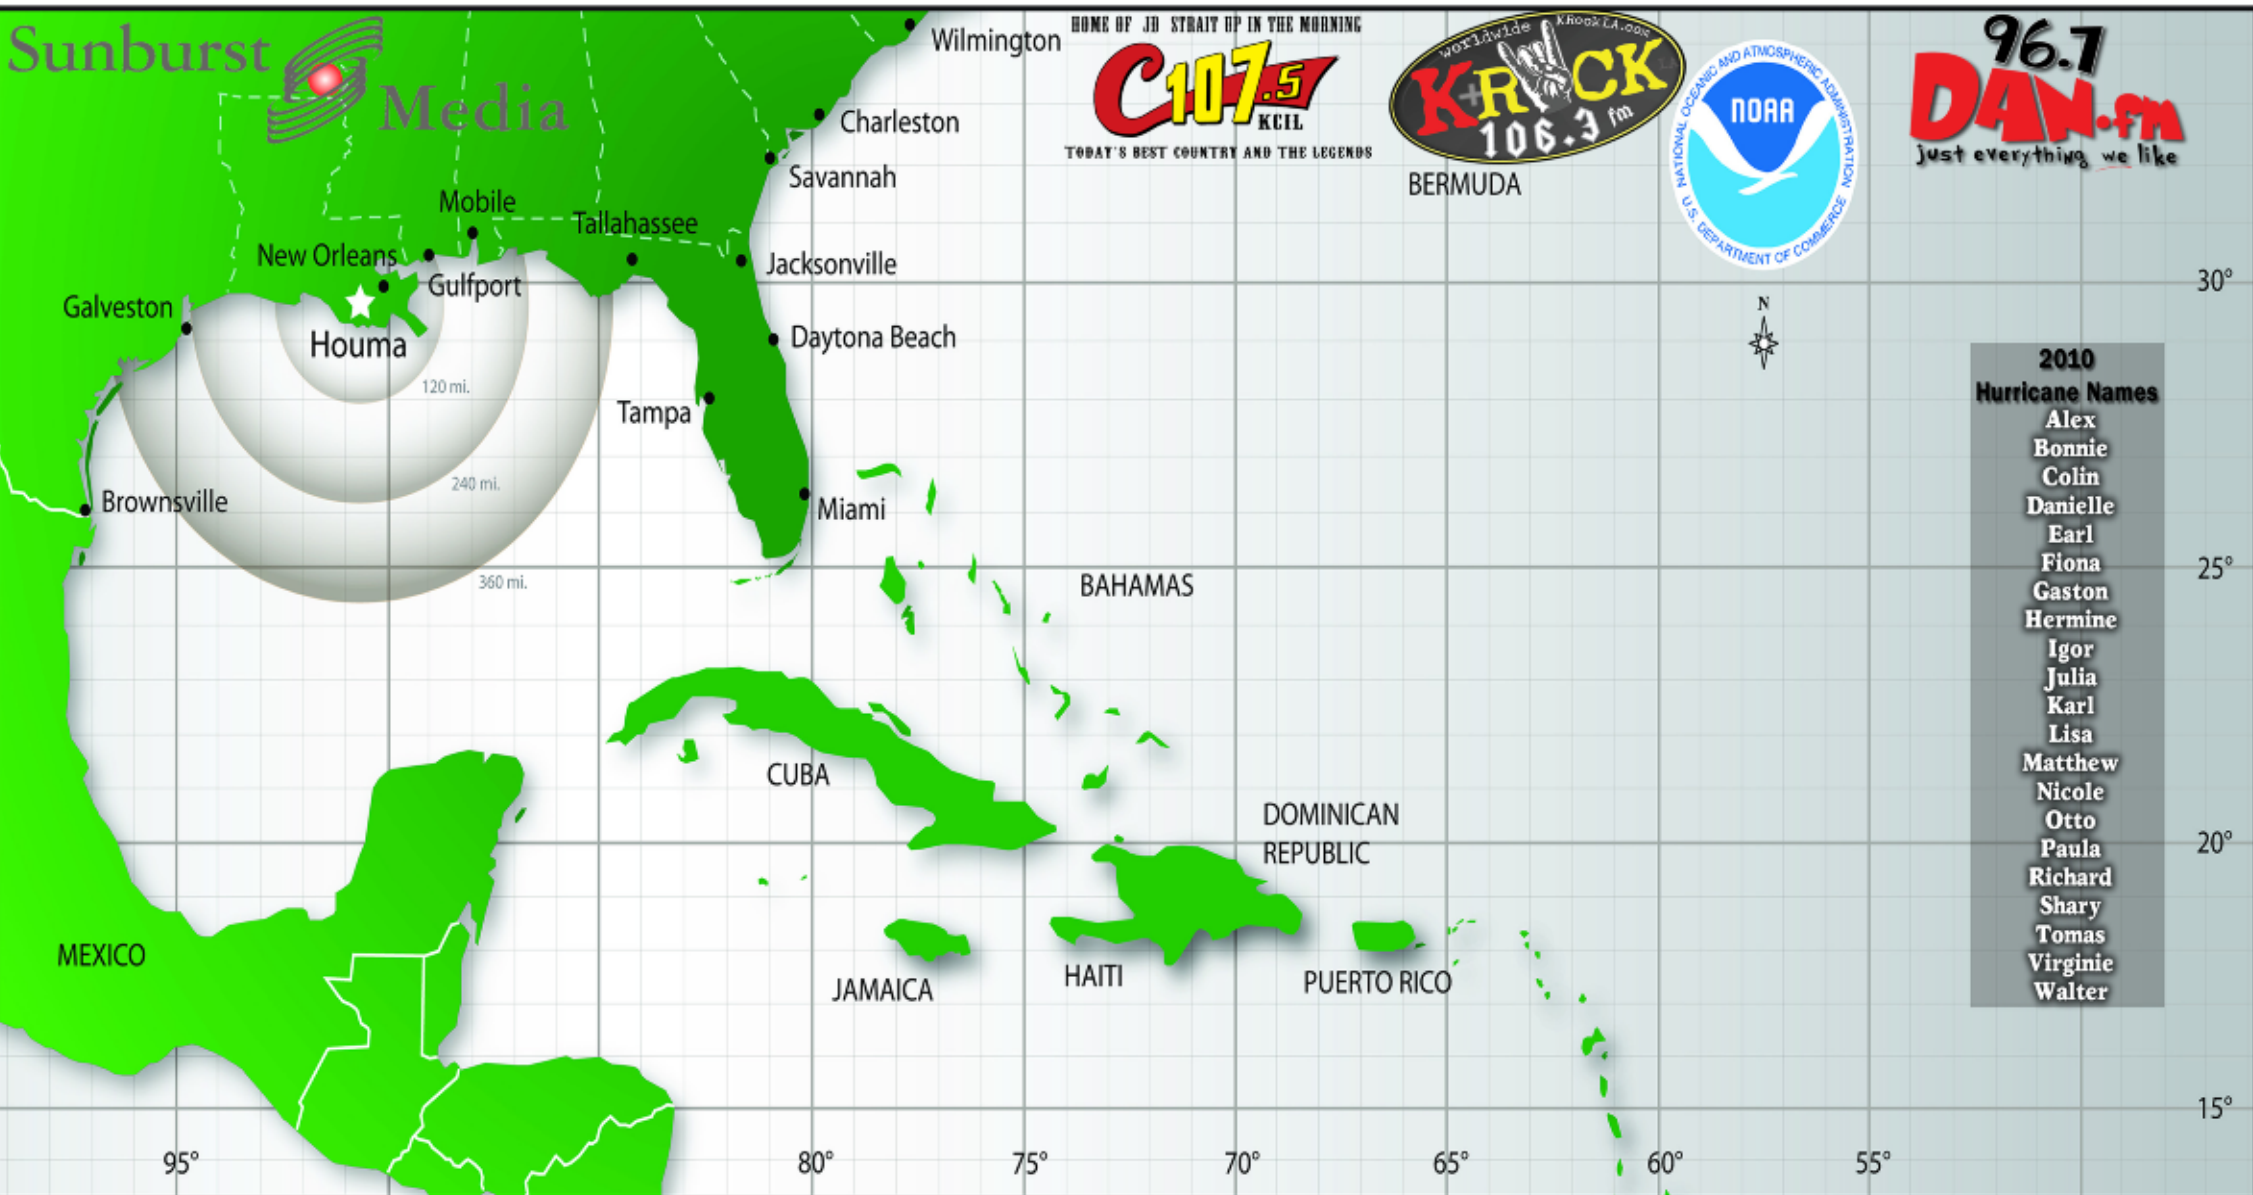 Sunburst
Media
HOME OF JB STRAIT UP IN THE MORNING
C107.5
KCIL
TODAY'S BEST COUNTRY AND THE LEGENDS
worldwide KRockLA.com
K+ROCK
106.3 fm
NATIONAL OCEANIC AND ATMOSPHERIC ADMINISTRATION
NOAA
U.S. DEPARTMENT OF COMMERCE
96.7
DAN.fm
just everything we like
Wilmington
Charleston
Savannah
BERMUDA
Mobile
Tallahassee
New Orleans
Jacksonville
Gulfport
30°
Galveston
N
Houma
Daytona Beach
120 mi.
Tampa
240 mi.
Brownsville
Miami
25°
360 mi.
BAHAMAS
CUBA
DOMINICAN
REPUBLIC
20°
MEXICO
JAMAICA
HAITI
PUERTO RICO
15°
95°
80°
75°
70°
65°
60°
55°
2010
Hurricane Names
Alex
Bonnie
Colin
Danielle
Earl
Fiona
Gaston
Hermine
Igor
Julia
Karl
Lisa
Matthew
Nicole
Otto
Paula
Richard
Shary
Tomas
Virginie
Walter